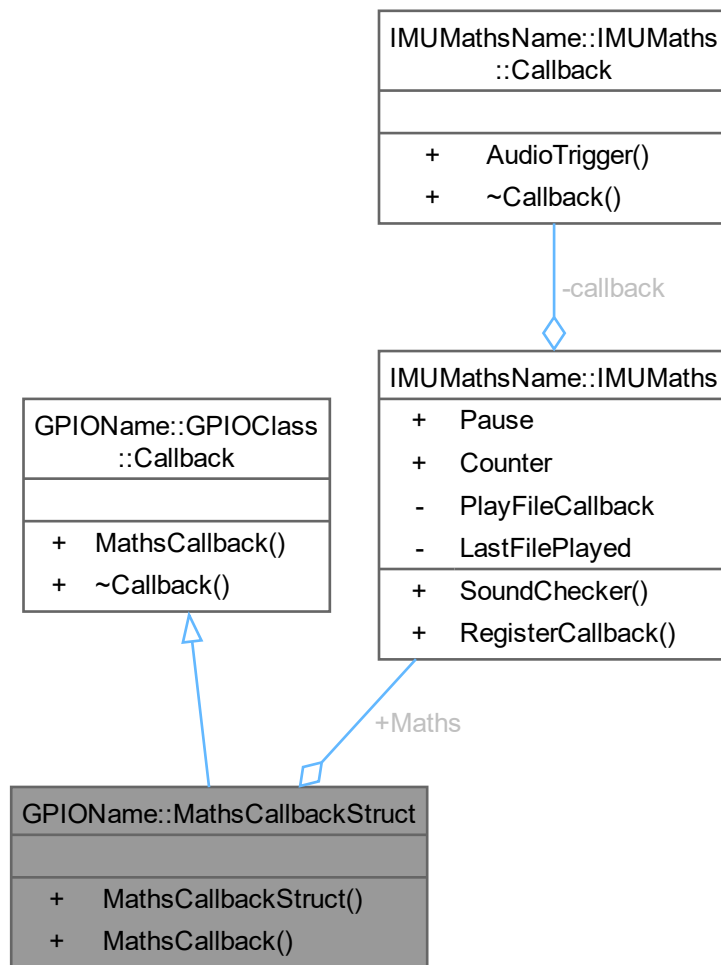 IMUMathsName::IMUMaths
::Callback
+ AudioTrigger()
+ ~Callback()
-callback
IMUMathsName::IMUMaths
+ Pause
+ Counter
- PlayFileCallback
- LastFilePlayed
+ SoundChecker()
+ RegisterCallback()
GPIOName::GPIOClass
::Callback
+ MathsCallback()
+ ~Callback()
+Maths
GPIOName::MathsCallbackStruct
+ MathsCallbackStruct()
+ MathsCallback()